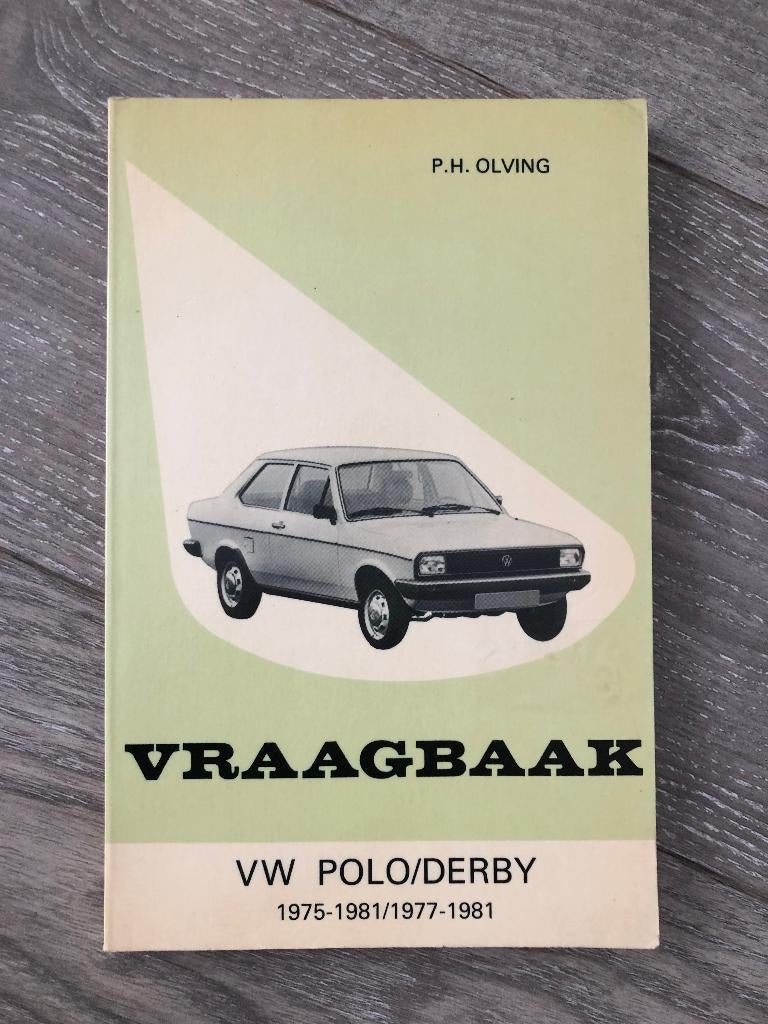 P.H. OLVING
VRAAGBAAK
VW POLO/DERBY
1975-1981/1977-1981